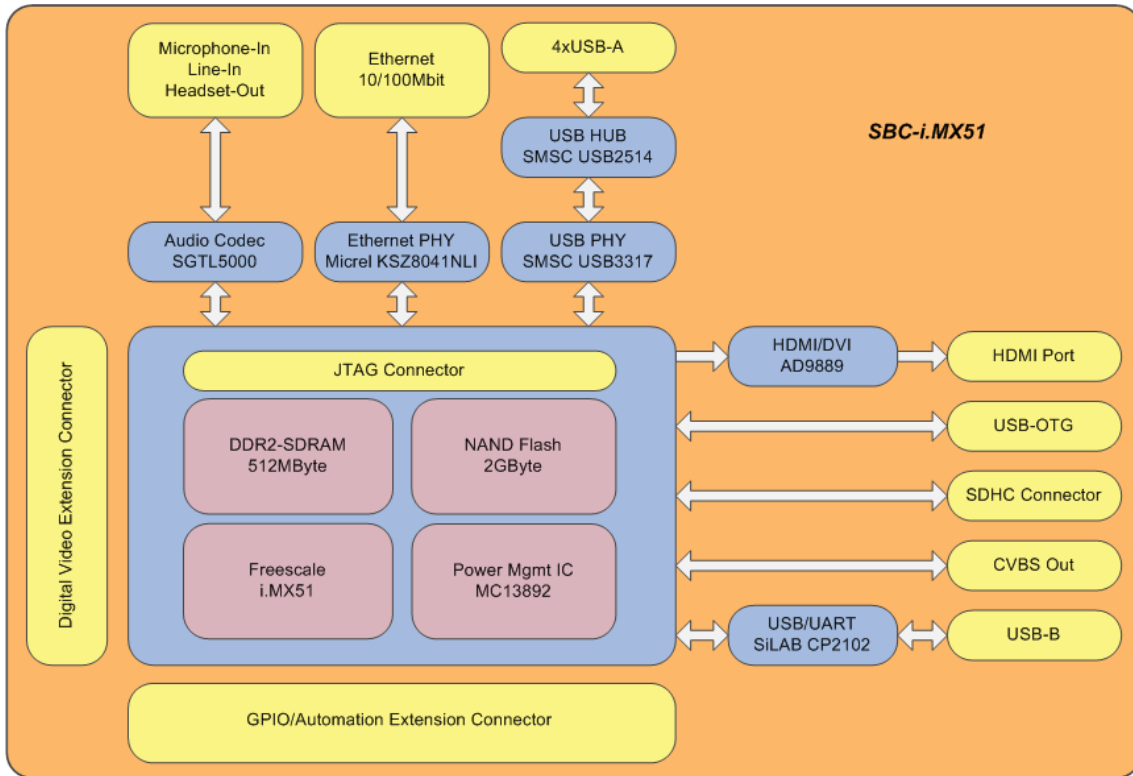 Microphone-In
Line-In
Headset-Out
Ethernet
10/100Mbit
4xUSB-A
USB HUB
SMSC USB2514
SBC-i.MX51
Audio Codec
SGTL5000
Ethernet PHY
Micrel KSZ8041NLI
USB PHY
SMSC USB3317
Digital Video Extension Connector
JTAG Connector
DDR2-SDRAM
512MByte
NAND Flash
2GByte
Freescale
i.MX51
Power Mgmt IC
MC13892
HDMI/DVI
AD9889
HDMI Port
USB-OTG
SDHC Connector
CVBS Out
USB/UART
SiLAB CP2102
USB-B
GPIO/Automation Extension Connector